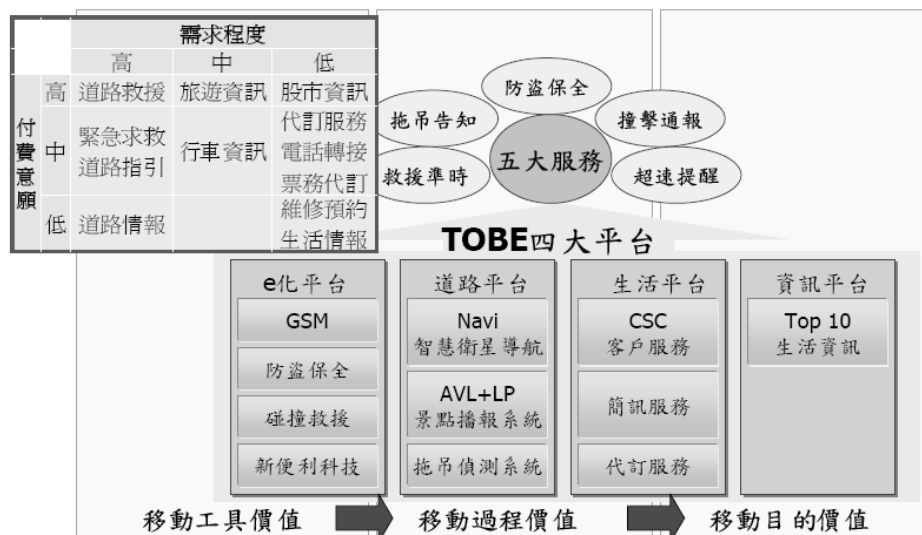 需求程度
高 中 低
付費意願
高 道路救援 旅遊資訊 股市資訊
中 緊急求救 道路指引 行車資訊 代訂服務 電話轉接 票務代訂
低 道路情報 維修預約 生活情報
防盜保全
拖吊告知
撞擊通報
五大服務
救援準時
超速提醒
TOBE四大平台
e化平台
GSM
防盜保全
碰撞救援
新便利科技
道路平台
Navi
智慧衛星導航
AVL+LP
景點播報系統
拖吊偵測系統
生活平台
CSC
客戶服務
簡訊服務
代訂服務
資訊平台
Top 10
生活資訊
移動工具價值
移動過程價值
移動目的價值